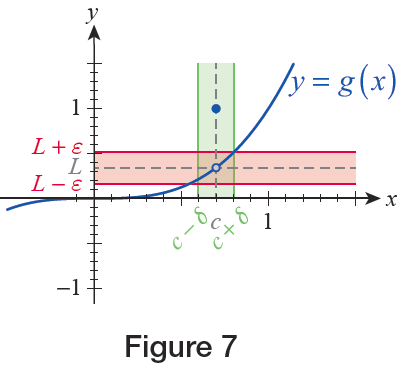 y
y = g(x)
1
L + ε
L
L − ε
x
c − δ
c
c + δ
1
−1
Figure 7